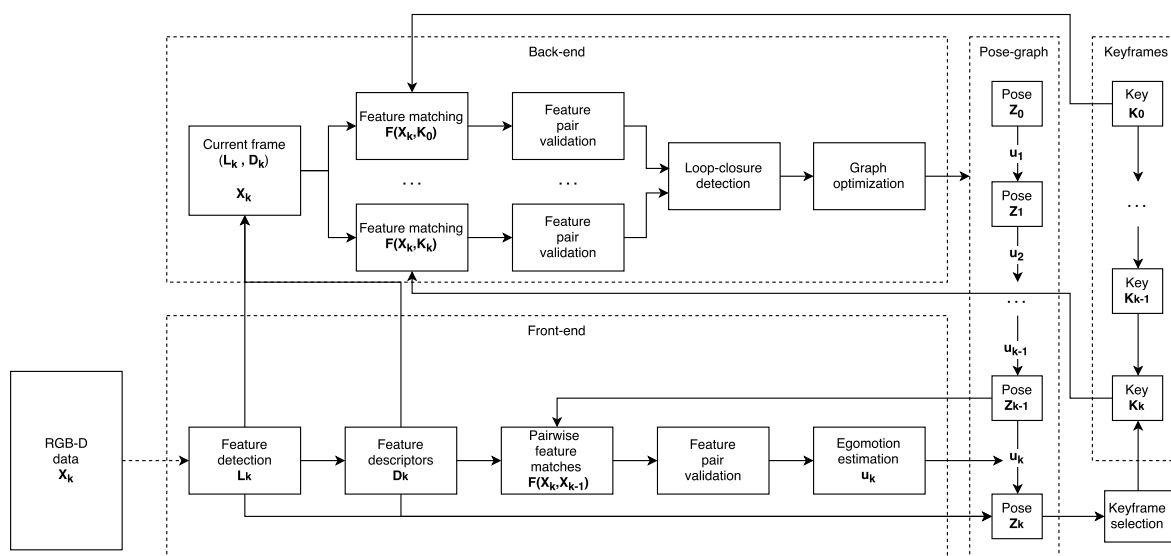 Back-end
Pose-graph
Keyframes
Feature matching
F(Xk,K0)
Feature
pair
validation
Pose
Z0
Key
K0
Current frame
(Lk , Dk)
Xk
u1
...
...
Loop-closure
detection
Graph
optimization
Pose
Z1
...
Feature matching
F(Xk,Kk)
Feature
pair
validation
u2
Key
Kk-1
...
Front-end
uk-1
RGB-D
data
Xk
Feature
detection
Lk
Feature
descriptors
Dk
Pairwise
feature
matches
F(Xk,Xk-1)
Feature
pair
validation
Egomotion
estimation
uk
Pose
Zk-1
Key
Kk
uk
Pose
Zk
Keyframe
selection